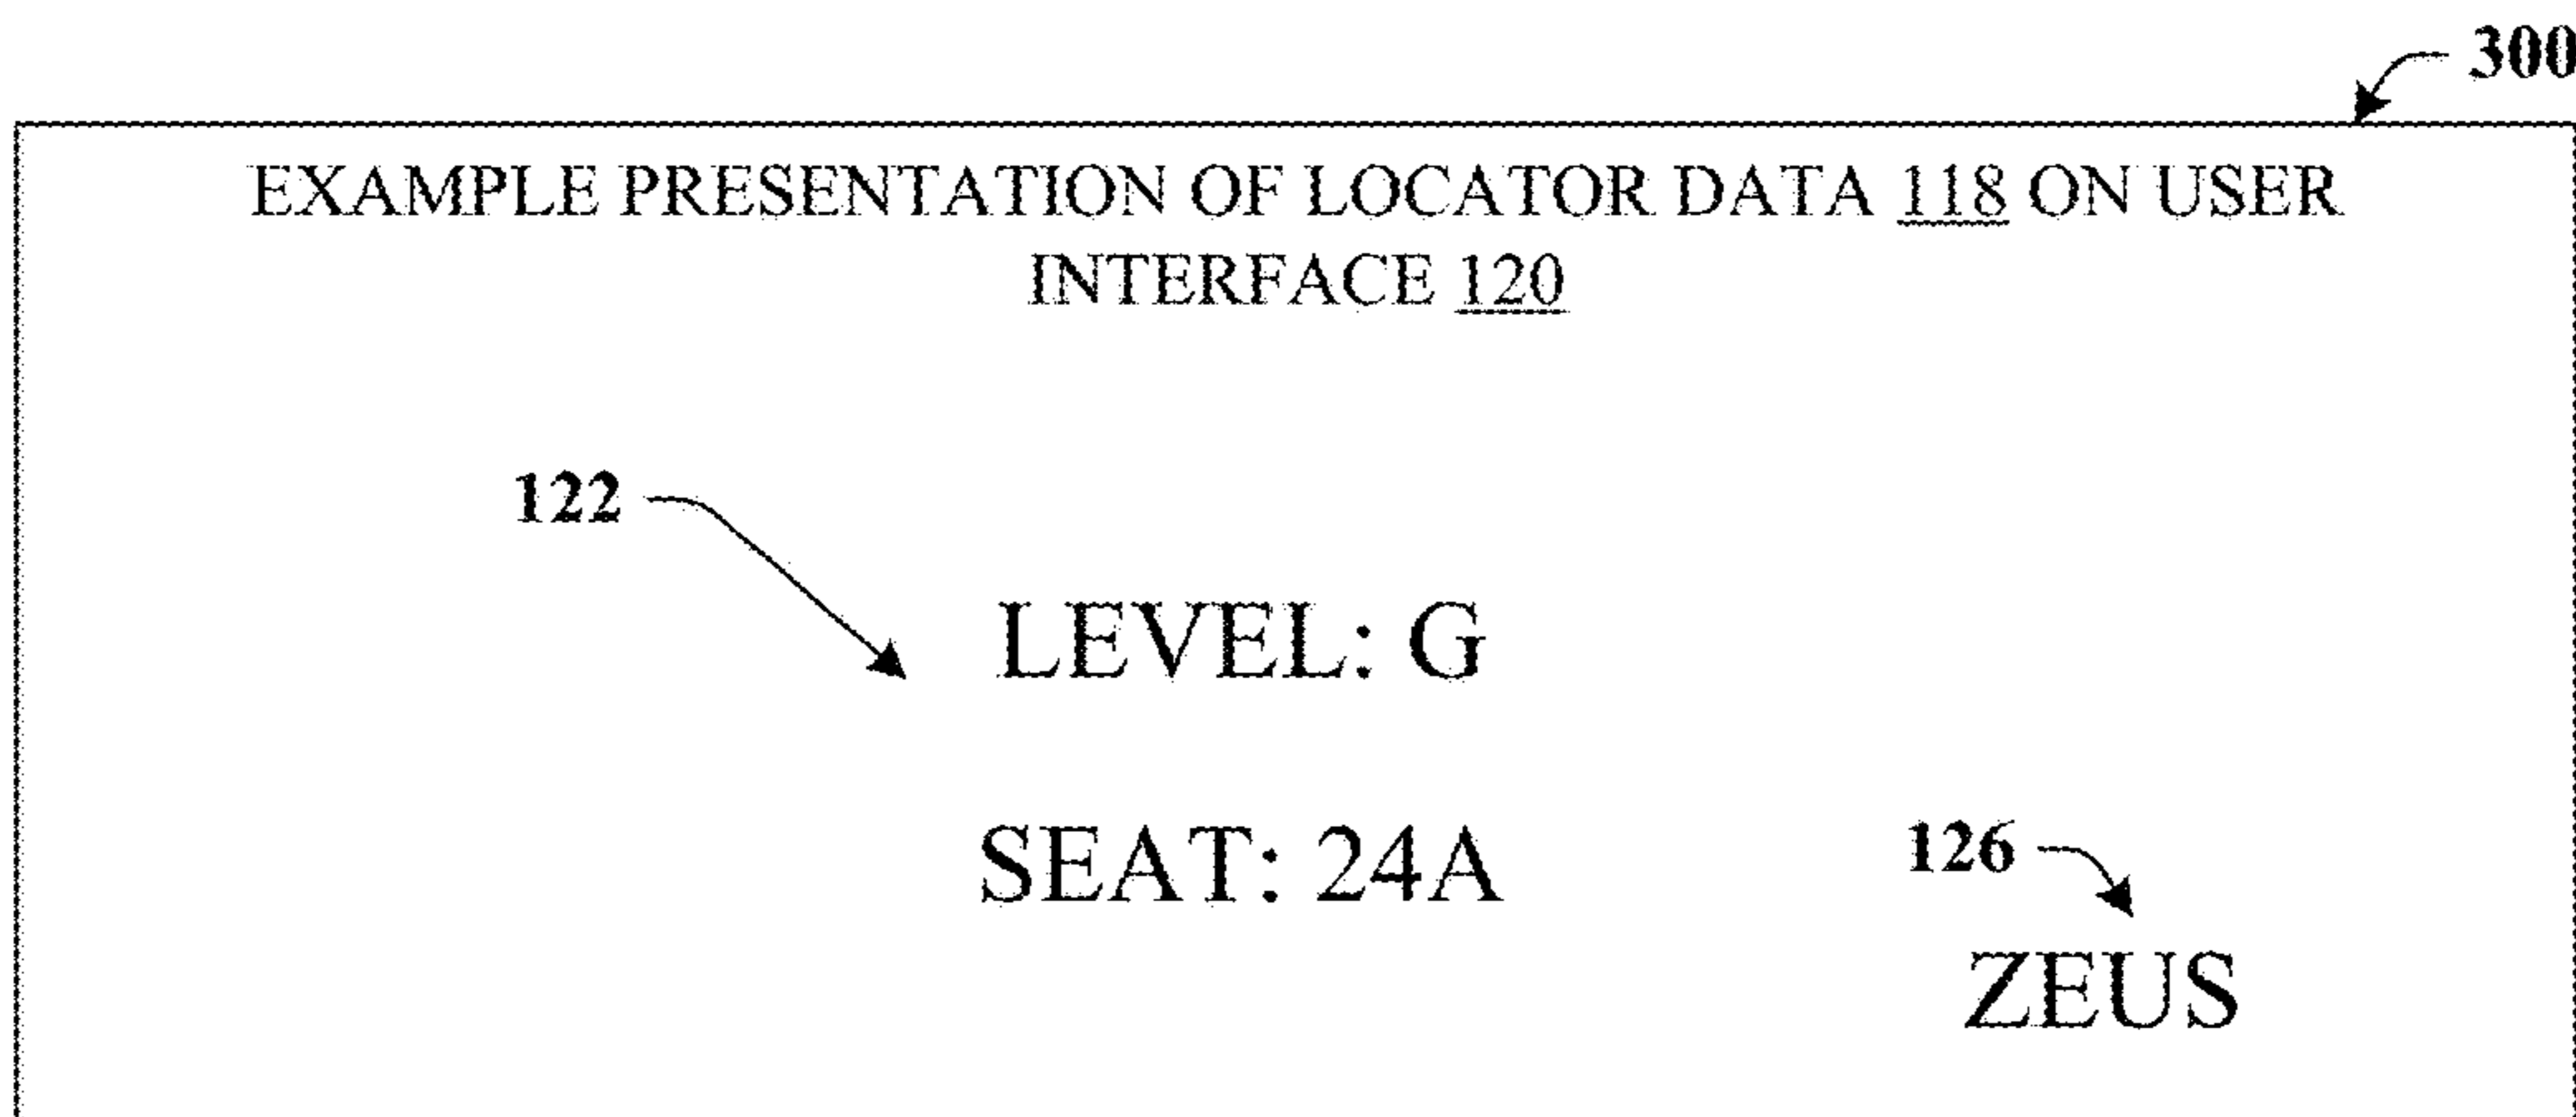 300
EXAMPLE PRESENTATION OF LOCATOR DATA 118 ON USER
INTERFACE 120
122
LEVEL: G
SEAT: 24A
126
ZEUS